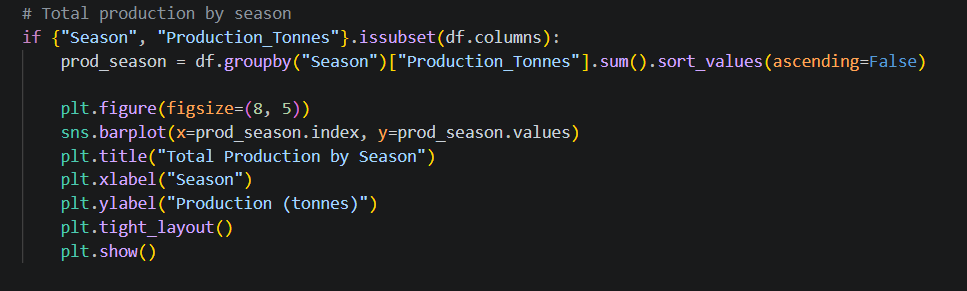 # Total production by season
if {"Season", "Production_Tonnes"}.issubset(df.columns):
    prod_season = df.groupby("Season")["Production_Tonnes"].sum().sort_values(ascending=False)

    plt.figure(figsize=(8, 5))
    sns.barplot(x=prod_season.index, y=prod_season.values)
    plt.title("Total Production by Season")
    plt.xlabel("Season")
    plt.ylabel("Production (tonnes)")
    plt.tight_layout()
    plt.show()